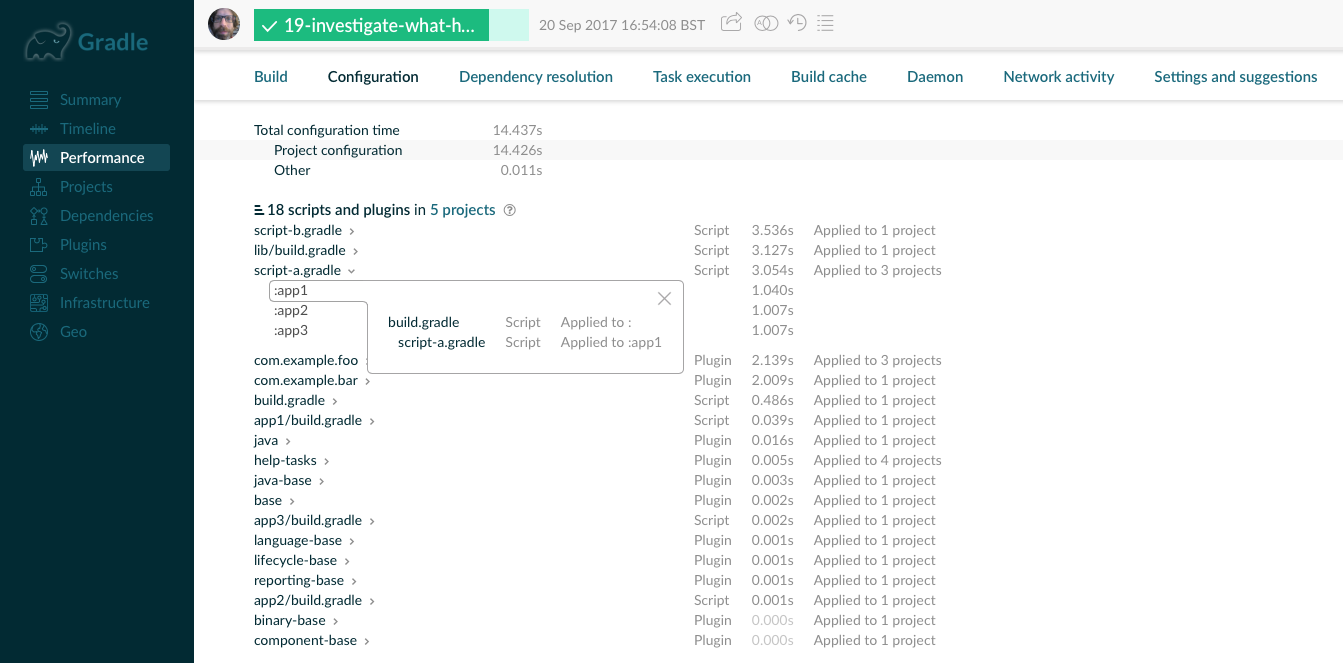 Gradle
Summary
Timeline
Performance
Projects
Dependencies
Plugins
Switches
Infrastructure
Geo
19-investigate-what-h... 20 Sep 2017 16:54:08 BST
Build Configuration Dependency resolution Task execution Build cache Daemon Network activity Settings and suggestions
Total configuration time 14.437s
Project configuration 14.426s
Other 0.011s
18 scripts and plugins in 5 projects ?
script-b.gradle Script 3.536s Applied to 1 project
lib/build.gradle Script 3.127s Applied to 1 project
script-a.gradle Script 3.054s Applied to 3 projects
:app1 1.040s
:app2 1.007s
:app3 1.007s
build.gradle Script Applied to :
script-a.gradle Script Applied to :app1
com.example.foo Plugin 2.139s Applied to 3 projects
com.example.bar Plugin 2.009s Applied to 1 project
build.gradle Script 0.486s Applied to 1 project
app1/build.gradle Script 0.039s Applied to 1 project
java Plugin 0.016s Applied to 1 project
help-tasks Plugin 0.005s Applied to 4 projects
java-base Plugin 0.003s Applied to 1 project
base Plugin 0.002s Applied to 1 project
app3/build.gradle Script 0.002s Applied to 1 project
language-base Plugin 0.001s Applied to 1 project
lifecycle-base Plugin 0.001s Applied to 1 project
reporting-base Plugin 0.001s Applied to 1 project
app2/build.gradle Script 0.001s Applied to 1 project
binary-base Plugin 0.000s Applied to 1 project
component-base Plugin 0.000s Applied to 1 project